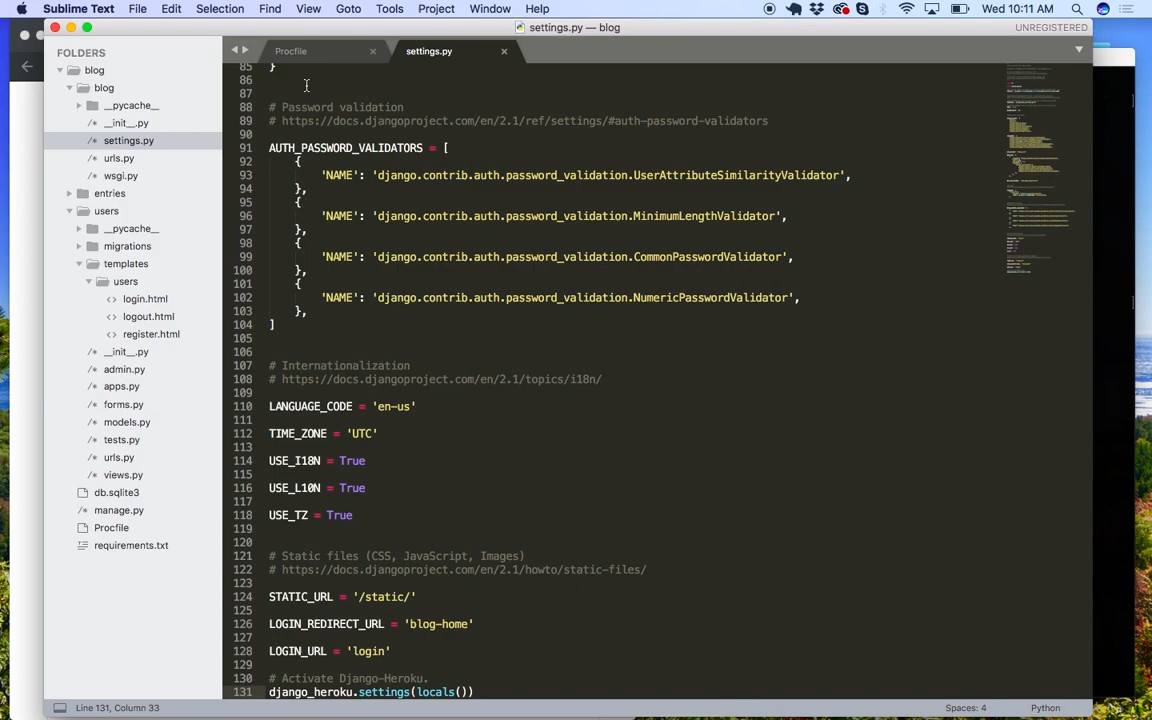 Sublime Text File Edit Selection Find View Goto Tools Project Window Help Wed 10:11 AM
settings.py — blog UNREGISTERED
FOLDERS
blog
blog
__pycache__
__init__.py
settings.py
urls.py
wsgi.py
entries
users
__pycache__
migrations
templates
users
login.html
logout.html
register.html
__init__.py
admin.py
apps.py
forms.py
models.py
tests.py
urls.py
views.py
db.sqlite3
manage.py
Procfile
requirements.txt
Procfile settings.py
85 }
86
87
88 # Password validation
89 # https://docs.djangoproject.com/en/2.1/ref/settings/#auth-password-validators
90
91 AUTH_PASSWORD_VALIDATORS = [
92 {
93 'NAME': 'django.contrib.auth.password_validation.UserAttributeSimilarityValidator',
94 },
95 {
96 'NAME': 'django.contrib.auth.password_validation.MinimumLengthValidator',
97 },
98 {
99 'NAME': 'django.contrib.auth.password_validation.CommonPasswordValidator',
100 },
101 {
102 'NAME': 'django.contrib.auth.password_validation.NumericPasswordValidator',
103 },
104 ]
105
106
107 # Internationalization
108 # https://docs.djangoproject.com/en/2.1/topics/i18n/
109
110 LANGUAGE_CODE = 'en-us'
111
112 TIME_ZONE = 'UTC'
113
114 USE_I18N = True
115
116 USE_L10N = True
117
118 USE_TZ = True
119
120
121 # Static files (CSS, JavaScript, Images)
122 # https://docs.djangoproject.com/en/2.1/howto/static-files/
123
124 STATIC_URL = '/static/'
125
126 LOGIN_REDIRECT_URL = 'blog-home'
127
128 LOGIN_URL = 'login'
129
130 # Activate Django-Heroku.
131 django_heroku.settings(locals())
Line 131, Column 33 Spaces: 4 Python